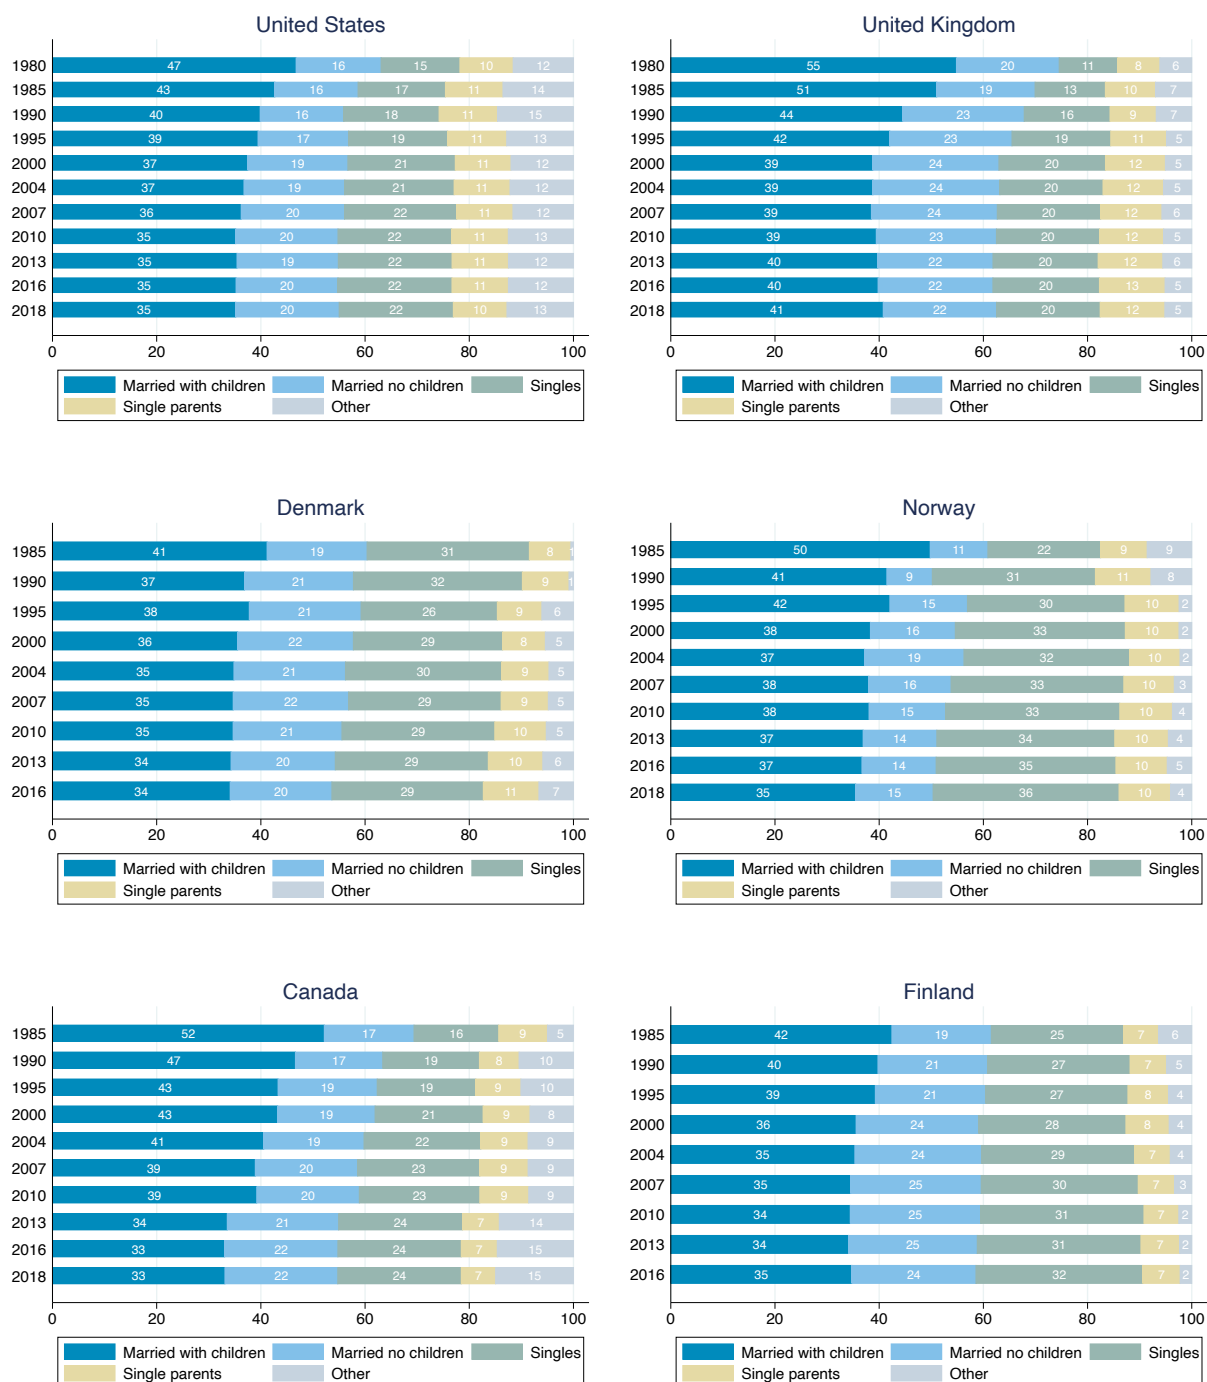 United States
1980 47 16 15 10 12
1985 43 16 17 11 14
1990 40 16 18 11 15
1995 39 17 19 11 13
2000 37 19 21 11 12
2004 37 19 21 11 12
2007 36 20 22 11 12
2010 35 20 22 11 13
2013 35 19 22 11 12
2016 35 20 22 11 12
2018 35 20 22 10 13
0 20 40 60 80 100
Married with children Married no children Singles
Single parents Other
United Kingdom
1980 55 20 11 8 6
1985 51 19 13 10 7
1990 44 23 16 9 7
1995 42 23 19 11 5
2000 39 24 20 12 5
2004 39 24 20 12 5
2007 39 24 20 12 6
2010 39 23 20 12 5
2013 40 22 20 12 6
2016 40 22 20 13 5
2018 41 22 20 12 5
0 20 40 60 80 100
Married with children Married no children Singles
Single parents Other
Denmark
1985 41 19 31 8 1
1990 37 21 32 9 1
1995 38 21 26 9 6
2000 36 22 29 8 5
2004 35 21 30 9 5
2007 35 22 29 9 5
2010 35 21 29 10 5
2013 34 20 29 10 6
2016 34 20 29 11 7
0 20 40 60 80 100
Married with children Married no children Singles
Single parents Other
Norway
1985 50 11 22 9 9
1990 41 9 31 11 8
1995 42 15 30 10 2
2000 38 16 33 10 2
2004 37 19 32 10 2
2007 38 16 33 10 3
2010 38 15 33 10 4
2013 37 14 34 10 4
2016 37 14 35 10 5
2018 35 15 36 10 4
0 20 40 60 80 100
Married with children Married no children Singles
Single parents Other
Canada
1985 52 17 16 9 5
1990 47 17 19 8 10
1995 43 19 19 9 10
2000 43 19 21 9 8
2004 41 19 22 9 9
2007 39 20 23 9 9
2010 39 20 23 9 9
2013 34 21 24 7 14
2016 33 22 24 7 15
2018 33 22 24 7 15
0 20 40 60 80 100
Married with children Married no children Singles
Single parents Other
Finland
1985 42 19 25 7 6
1990 40 21 27 7 5
1995 39 21 27 8 4
2000 36 24 28 8 4
2004 35 24 29 7 4
2007 35 25 30 7 3
2010 34 25 31 7 2
2013 34 25 31 7 2
2016 35 24 32 7 2
0 20 40 60 80 100
Married with children Married no children Singles
Single parents Other